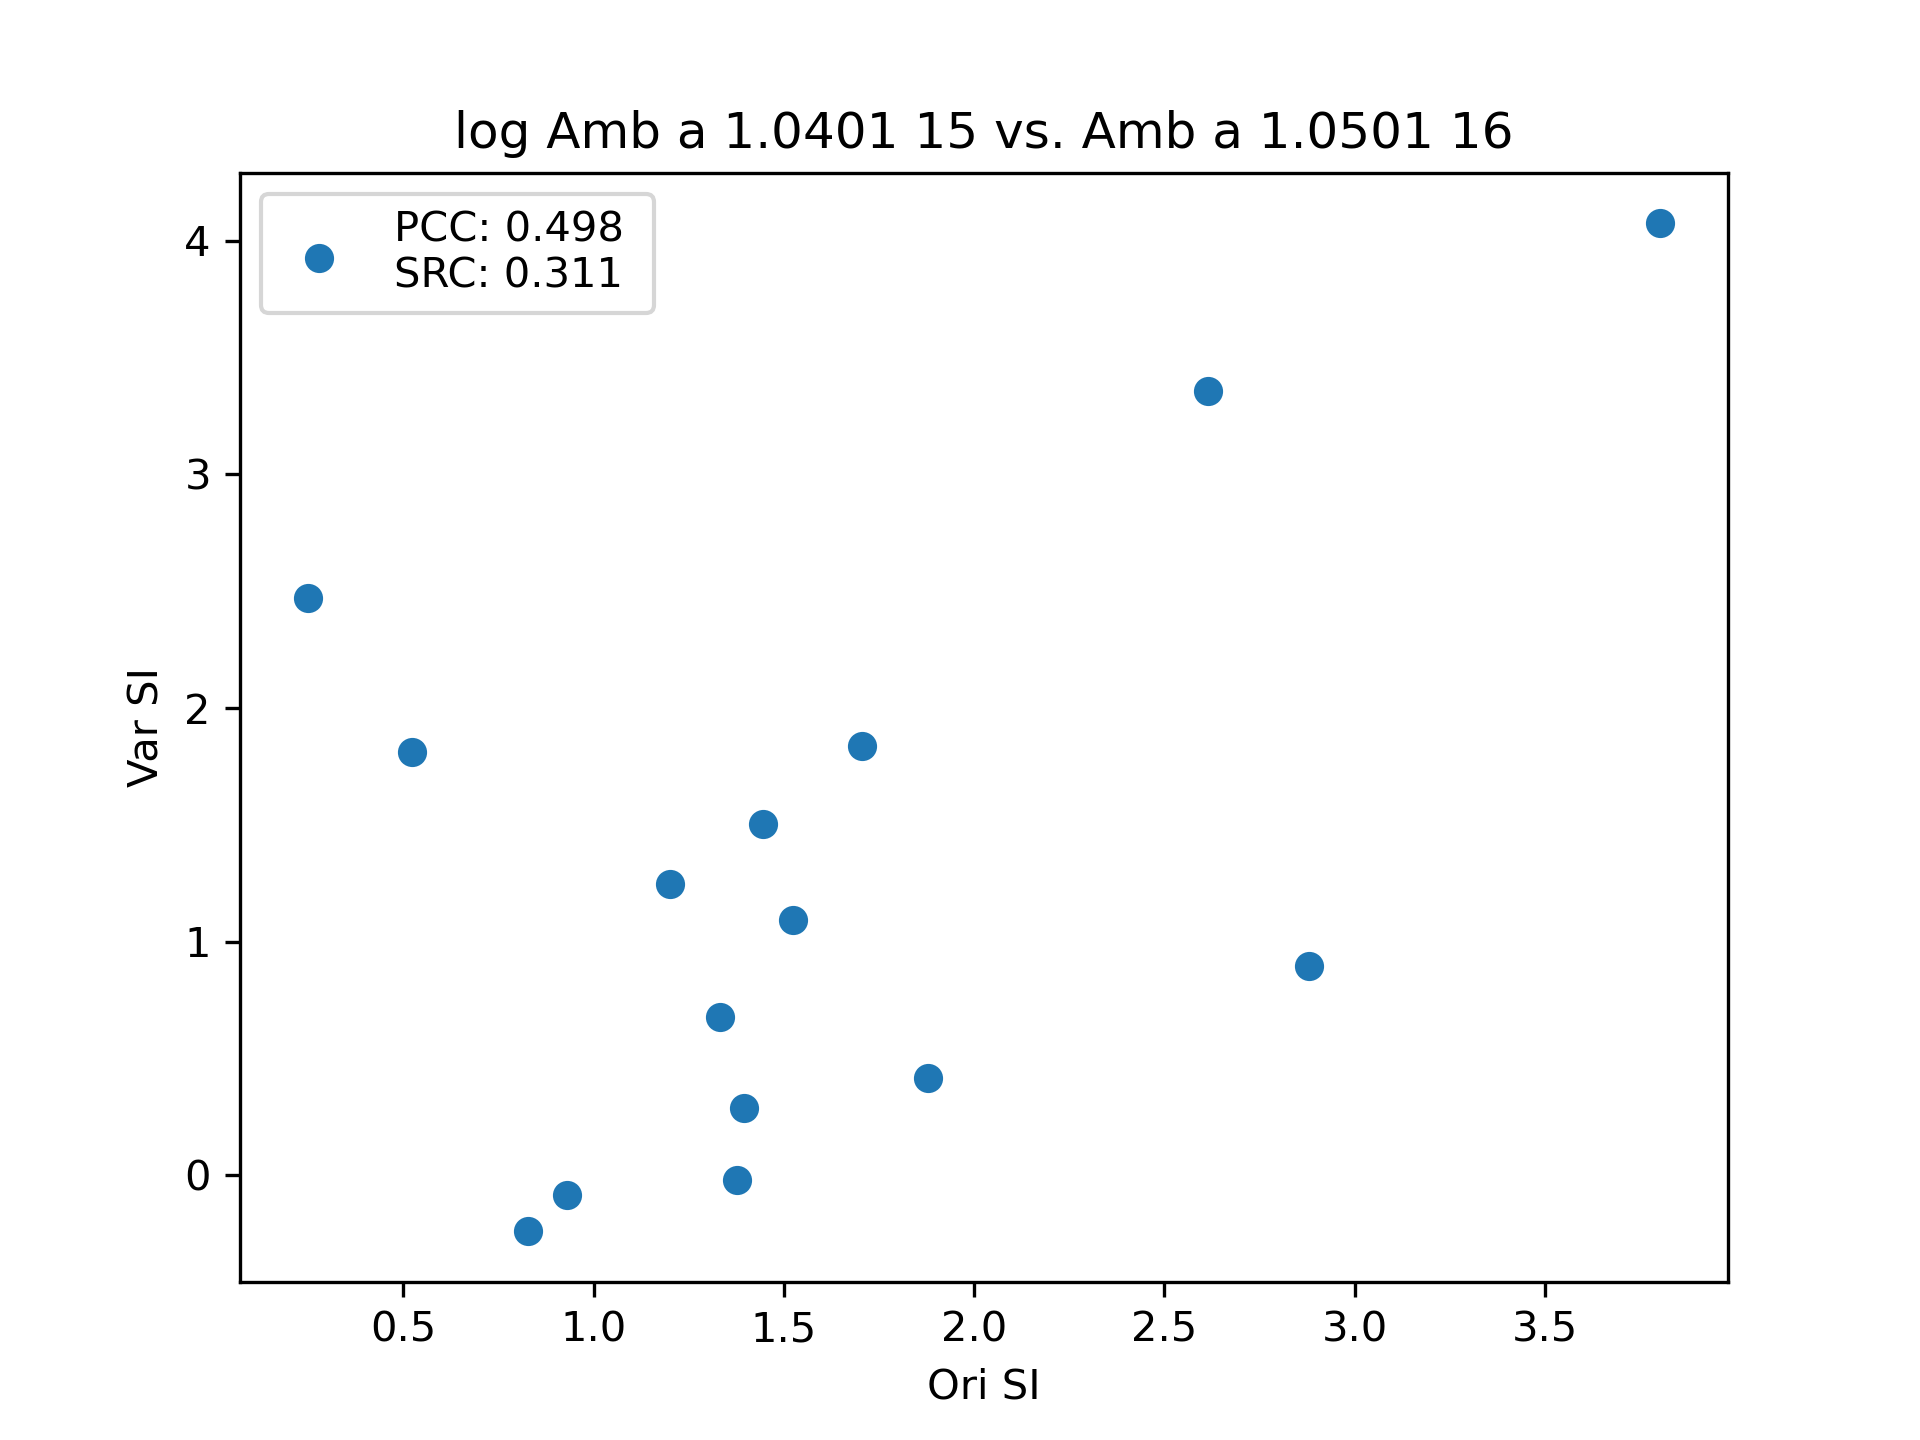 log Amb a 1.0401 15 vs. Amb a 1.0501 16
PCC: 0.498
SRC: 0.311
4
3
2
1
0
Var SI
0.5 1.0 1.5 2.0 2.5 3.0 3.5
Ori SI